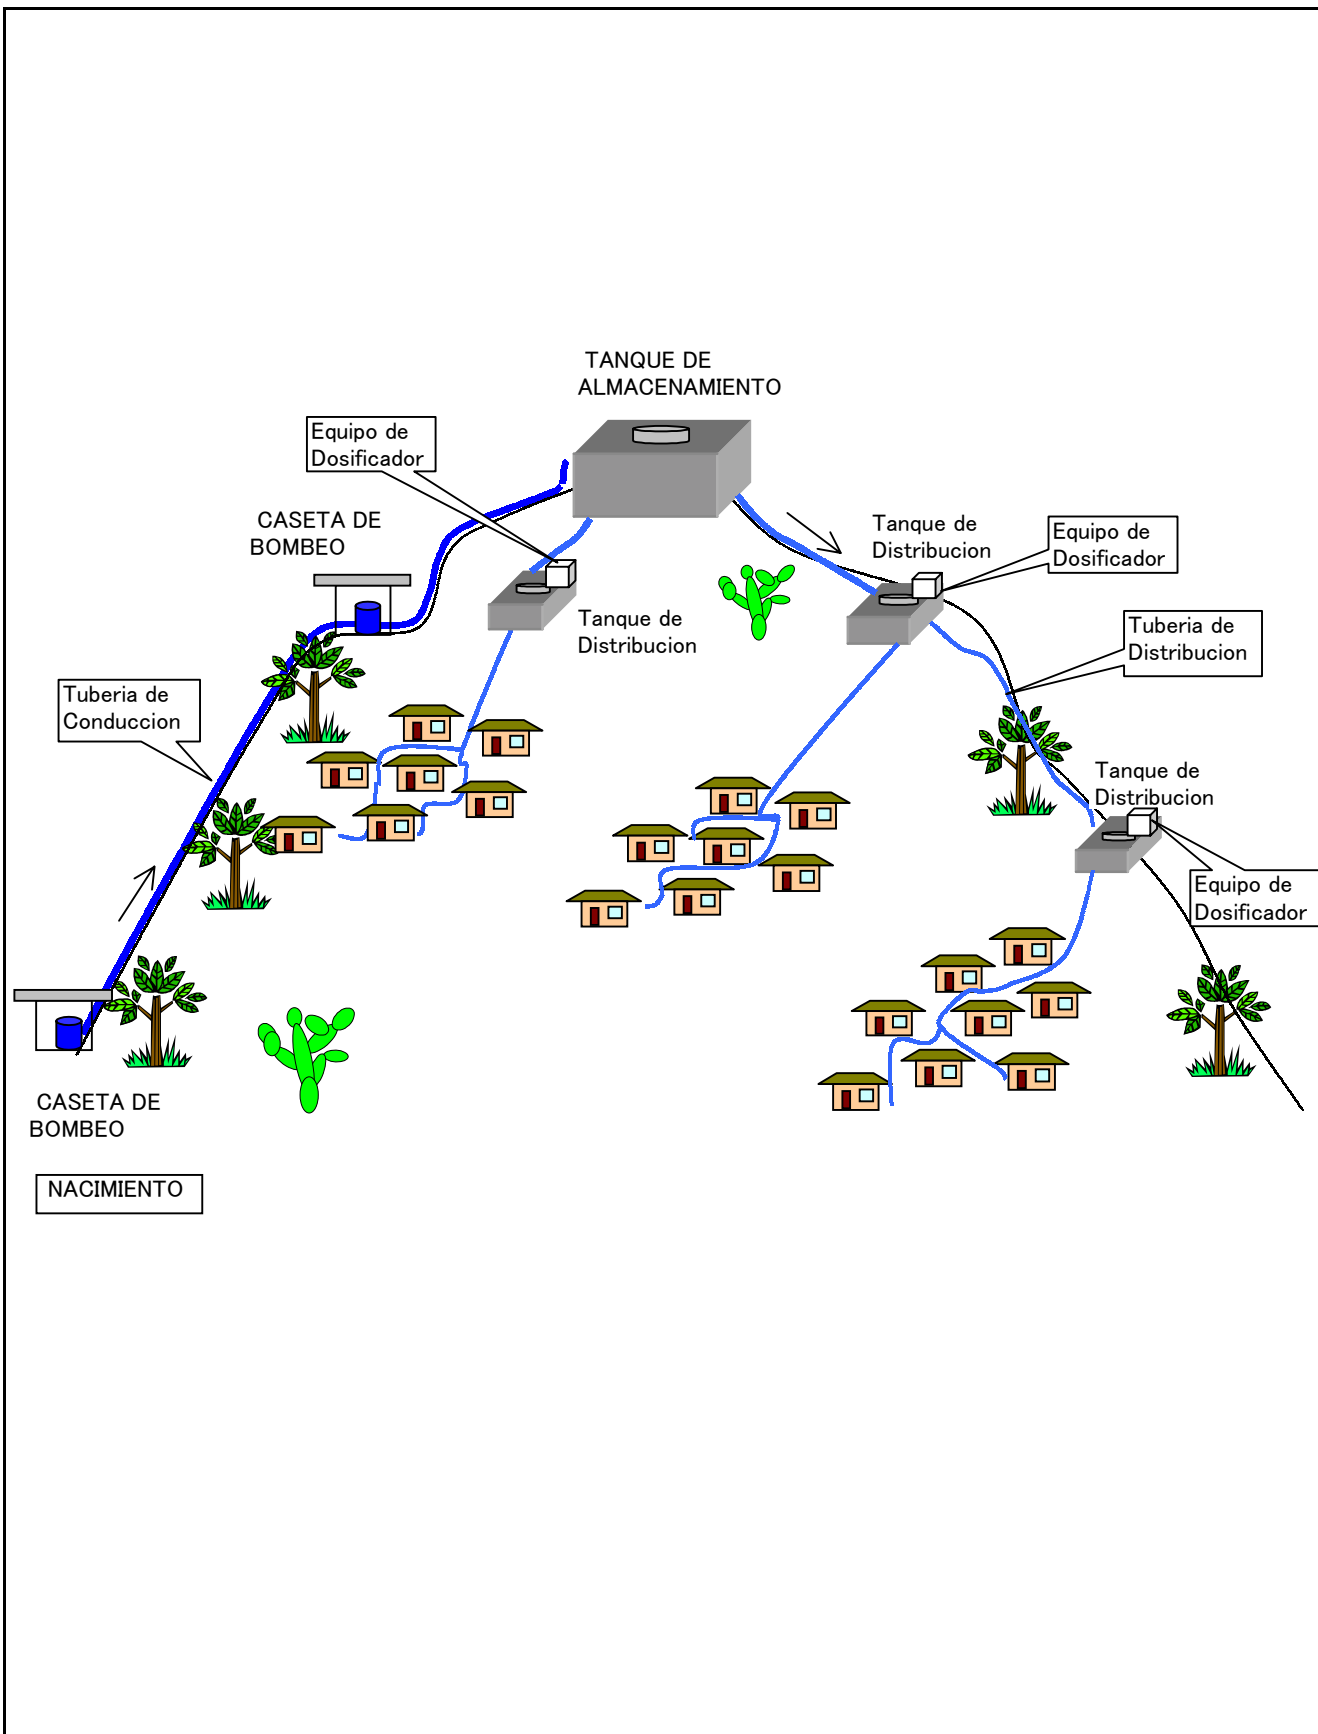 TANQUE DE
ALMACENAMIENTO
Equipo de
Dosificador
CASETA DE
BOMBEO
Tanque de
Distribucion
Equipo de
Dosificador
Tanque de
Distribucion
Tuberia de
Distribucion
Tuberia de
Conduccion
Tanque de
Distribucion
Equipo de
Dosificador
CASETA DE
BOMBEO
NACIMIENTO